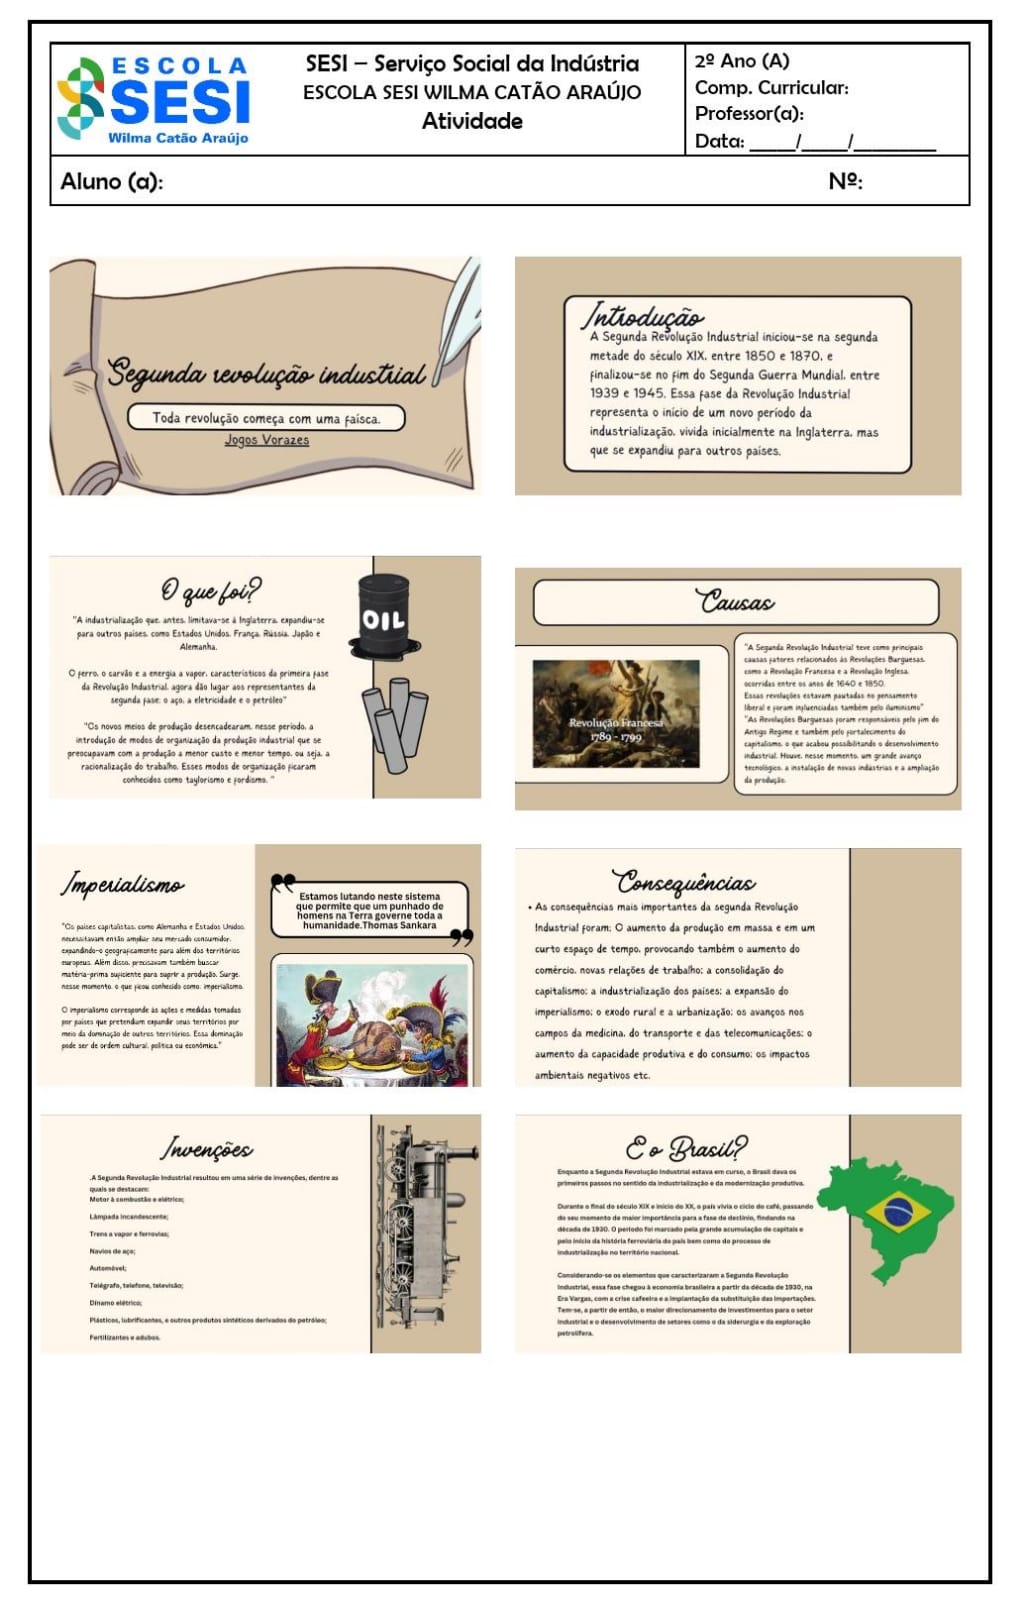 ESCOLA
SESI
Wilma Catão Araújo
SESI – Serviço Social da Indústria
ESCOLA SESI WILMA CATÃO ARAÚJO
Atividade
2º Ano (A)
Comp. Curricular:
Professor(a):
Data: _____/_____/_________
Aluno (a):
Nº:
Segunda revolução industrial
Toda revolução começa com uma faísca.
Jogos Vorazes
Introdução
A Segunda Revolução Industrial iniciou-se na segunda
metade do século XIX, entre 1850 e 1870, e
finalizou-se no fim do Segunda Guerra Mundial, entre
1939 e 1945. Essa fase da Revolução Industrial
representa o início de um novo período da
industrialização, vivida inicialmente na Inglaterra, mas
que se expandiu para outros países.
O que foi?
"A industrialização que, antes, limitava-se à Inglaterra, expandiu-se
para outros países, como Estados Unidos, França, Rússia, Japão e
Alemanha.
O ferro, o carvão e a energia a vapor, característicos da primeira fase
da Revolução Industrial, agora dão lugar aos representantes da
segunda fase: o aço, a eletricidade e o petróleo"
"Os novos meios de produção desencadearam, nesse período, a
introdução de modos de organização da produção industrial que se
preocupavam com a produção a menor custo e menor tempo, ou seja, a
racionalização do trabalho. Esses modos de organização ficaram
conhecidos como taylorismo e fordismo. "
OIL
Causas
Revolução Francesa
1789 - 1799
"A Segunda Revolução Industrial teve como principais
causas fatores relacionados às Revoluções Burguesas,
como a Revolução Francesa e a Revolução Inglesa,
ocorridas entre os anos de 1640 e 1850.
Essas revoluções estavam pautadas no pensamento
liberal e foram influenciadas também pelo iluminismo"
"As Revoluções Burguesas foram responsáveis pelo fim do
Antigo Regime e também pelo fortalecimento do
capitalismo, o que acabou possibilitando o desenvolvimento
industrial. Houve, nesse momento, um grande avanço
tecnológico, a instalação de novas indústrias e a ampliação
da produção.
Imperialismo
"Os países capitalistas, como Alemanha e Estados Unidos,
necessitavam então ampliar seu mercado consumidor,
expandindo-o geograficamente para além dos territórios
europeus. Além disso, precisavam também buscar
matéria-prima suficiente para suprir a produção. Surge,
nesse momento, o que ficou conhecido como: imperialismo.
O imperialismo corresponde às ações e medidas tomadas
por países que pretendiam expandir seus territórios por
meio da dominação de outros territórios. Essa dominação
pode ser de ordem cultural, política ou econômica."
Estamos lutando neste sistema
que permite que um punhado de
homens na Terra governe toda a
humanidade.Thomas Sankara
Consequências
• As consequências mais importantes da segunda Revolução
Industrial foram: O aumento da produção em massa e em um
curto espaço de tempo, provocando também o aumento do
comércio, novas relações de trabalho; a consolidação do
capitalismo; a industrialização dos países; a expansão do
imperialismo; o exodo rural e a urbanização; os avanços nos
campos da medicina, do transporte e das telecomunicações; o
aumento da capacidade produtiva e do consumo; os impactos
ambientais negativos etc.
Invenções
.A Segunda Revolução Industrial resultou em uma série de invenções, dentre as
quais se destacam:
Motor à combustão e elétrico;
Lâmpada incandescente;
Trens a vapor e ferrovias;
Navios de aço;
Automóvel;
Telégrafo, telefone, televisão;
Dínamo elétrico;
Plásticos, lubrificantes, e outros produtos sintéticos derivados do petróleo;
Fertilizantes e adubos.
E o Brasil?
Enquanto a Segunda Revolução Industrial estava em curso, o Brasil dava os
primeiros passos no sentido da industrialização e da modernização produtiva.
Durante o final do século XIX e início do XX, o país vivia o ciclo do café, passando
do seu momento de maior importância para a fase de declínio, findando na
década de 1930. O período foi marcado pela grande acumulação de capitais e
pelo início da história ferroviária do país bem como do processo de
industrialização no território nacional.
Considerando-se os elementos que caracterizaram a Segunda Revolução
Industrial, essa fase chegou à economia brasileira a partir da década de 1930, na
Era Vargas, com a crise cafeeira e a implantação da substituição das importações.
Tem-se, a partir de então, o maior direcionamento de investimentos para o setor
industrial e o desenvolvimento de setores como o da siderurgia e da exploração
petrolífera.